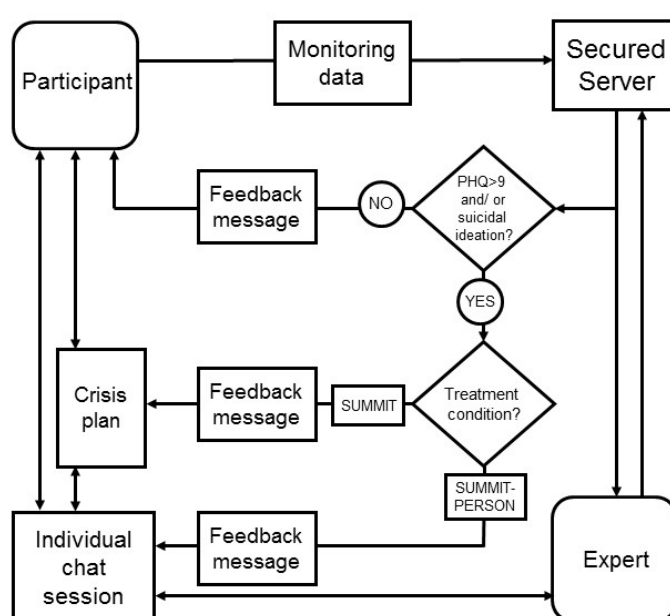 Participant
Monitoring
data
Secured
Server
Feedback
message
NO
PHQ>9
and/ or
suicidal
ideation?
YES
Crisis
plan
Feedback
message
SUMMIT
Treatment
condition?
SUMMIT-
PERSON
Individual
chat
session
Feedback
message
Expert